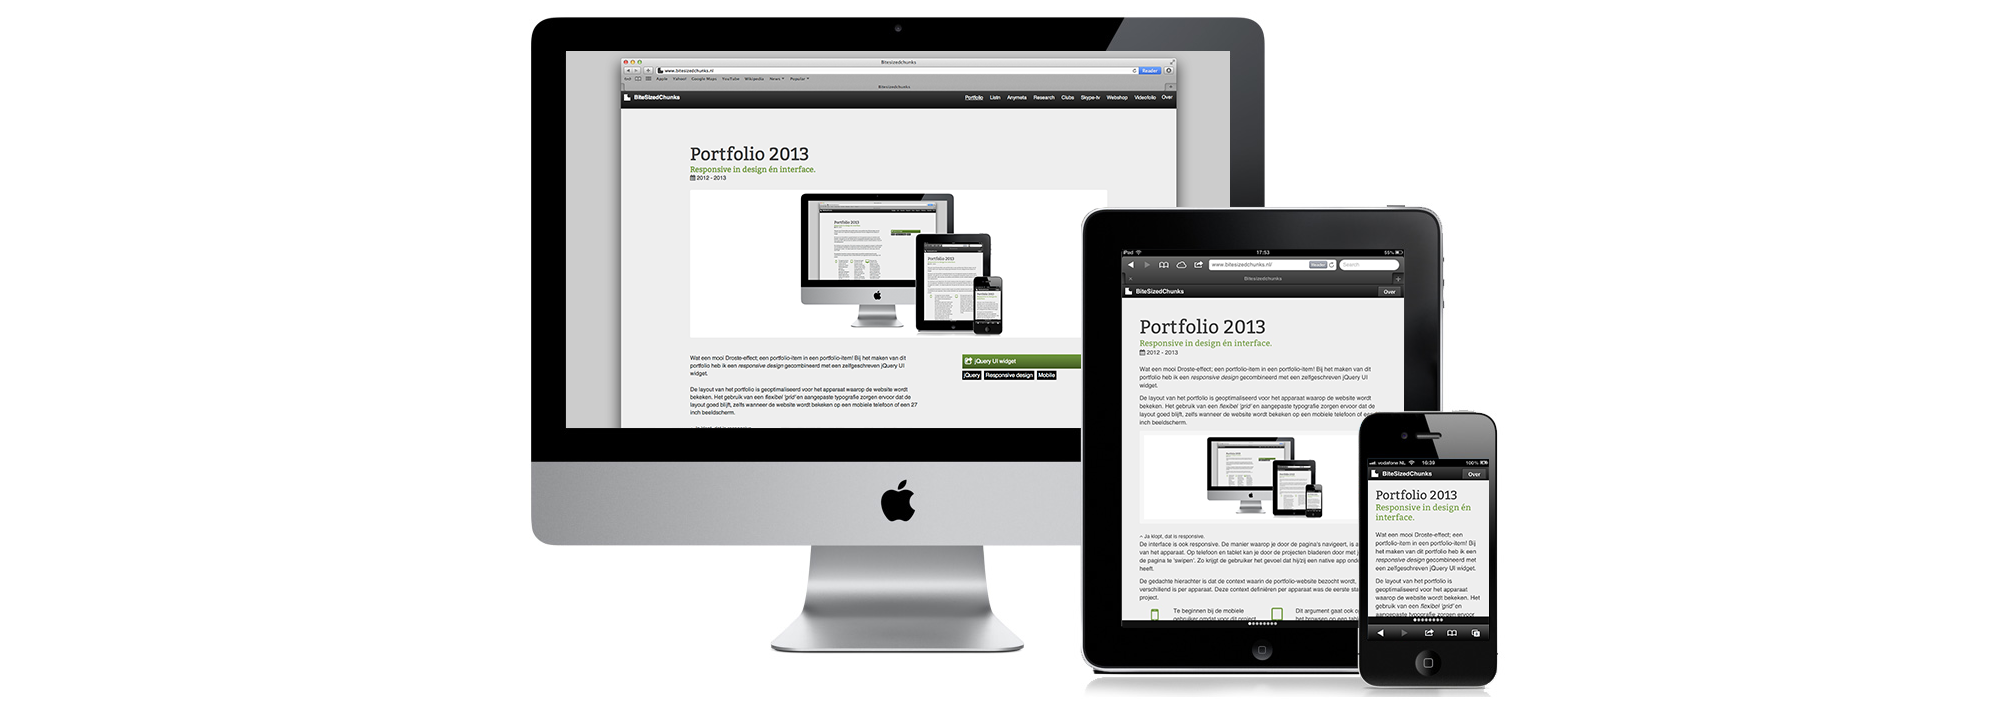 Bitesizedchunks
www.bitesizedchunks.nl
Reader
Apple Yahoo! Google Maps YouTube Wikipedia News Popular
Bitesizedchunks
BiteSizedChunks
Portfolio Listn Anymeta Research Clubs Skype-tv Webshop Videofolio Over
Portfolio 2013
Responsive in design én interface.
2012 - 2013
Wat een mooi Droste-effect; een portfolio-item in een portfolio-item! Bij het maken van dit
portfolio heb ik een responsive design gecombineerd met een zelfgeschreven jQuery UI
widget.
De layout van het portfolio is geoptimaliseerd voor het apparaat waarop de website wordt
bekeken. Het gebruik van een flexibel 'grid' en aangepaste typografie zorgen ervoor dat de
layout goed blijft, zelfs wanneer de website wordt bekeken op een mobiele telefoon of een 27
inch beeldscherm.
jQuery UI widget
jQuery Responsive design Mobile
iPad 17:53 55%
www.bitesizedchunks.nl/ Reader Search
Bitesizedchunks
BiteSizedChunks Over
Portfolio 2013
Responsive in design én interface.
2012 - 2013
Wat een mooi Droste-effect; een portfolio-item in een portfolio-item! Bij het maken van dit
portfolio heb ik een responsive design gecombineerd met een zelfgeschreven jQuery UI
widget.
De layout van het portfolio is geoptimaliseerd voor het apparaat waarop de website wordt
bekeken. Het gebruik van een flexibel 'grid' en aangepaste typografie zorgen ervoor dat de
layout goed blijft, zelfs wanneer de website wordt bekeken op een mobiele telefoon of een
inch beeldscherm.
~ Ja klopt, dat is responsive.
De interface is ook responsive. De manier waarop je door de pagina's navigeert, is
van het apparaat. Op telefoon en tablet kan je door de projecten bladeren door met
de pagina te 'swipen'. Zo krijgt de gebruiker het gevoel dat hij/zij een native app
heeft.
De gedachte hierachter is dat de context waarin de portfolio-website bezocht wordt,
verschillend is per apparaat. Deze context definiëren per apparaat was de eerste
project.
Te beginnen bij de mobiele
gebruiker omdat voor dit project
Dit argument gaat ook
het browsen op een
vodafone NL 16:39 100%
BiteSizedChunks Over
Portfolio 2013
Responsive in design én
interface.
Wat een mooi Droste-effect; een
portfolio-item in een portfolio-item! Bij
het maken van dit portfolio heb ik een
responsive design gecombineerd met
een zelfgeschreven jQuery UI widget.
De layout van het portfolio is
geoptimaliseerd voor het apparaat
waarop de website wordt bekeken. Het
gebruik van een flexibel 'grid' en
aangepaste typografie zorgen ervoor